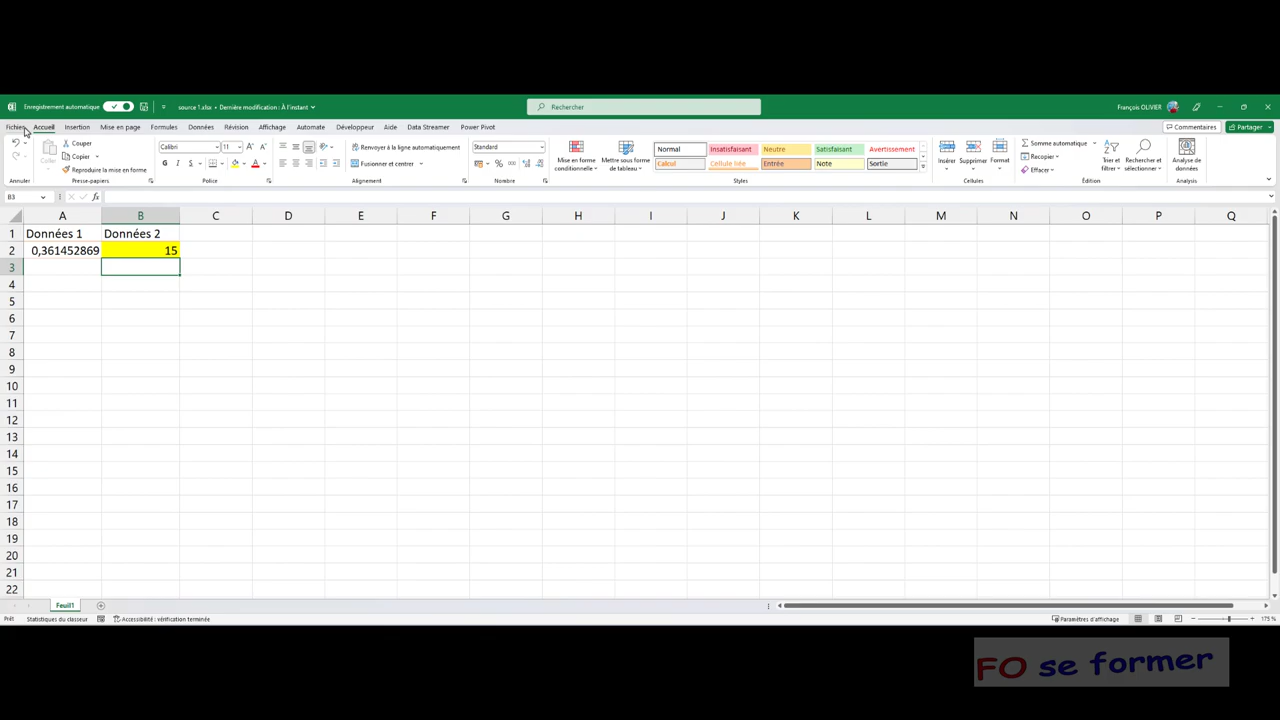 Enregistrement automatique
source 1.xlsx • Dernière modification : À l'instant
Rechercher
François OLIVIER
Fichier Accueil Insertion Mise en page Formules Données Révision Affichage Automate Développeur Aide Data Streamer Power Pivot
Commentaires Partager
Annuler
Coller
Couper
Copier
Reproduire la mise en forme
Presse-papiers
Calibri 11
G I S
Police
Renvoyer à la ligne automatiquement
Fusionner et centrer
Alignement
Standard
% 000
Nombre
Mise en forme conditionnelle
Mettre sous forme de tableau
Normal Insatisfaisant Neutre Satisfaisant Avertissement
Calcul Cellule liée Entrée Note Sortie
Styles
Insérer Supprimer Format
Cellules
Somme automatique
Recopier
Effacer
Trier et filtrer
Rechercher et sélectionner
Édition
Analyse de données
Analysis
B3 fx
A B C D E F G H I J K L M N O P Q
1 Données 1 Données 2
2 0,361452869 15
3
4
5
6
7
8
9
10
11
12
13
14
15
16
17
18
19
20
21
22
Feuil1
Prêt Statistiques du classeur Accessibilité : vérification terminée Paramètres d'affichage 175 %
FO se former